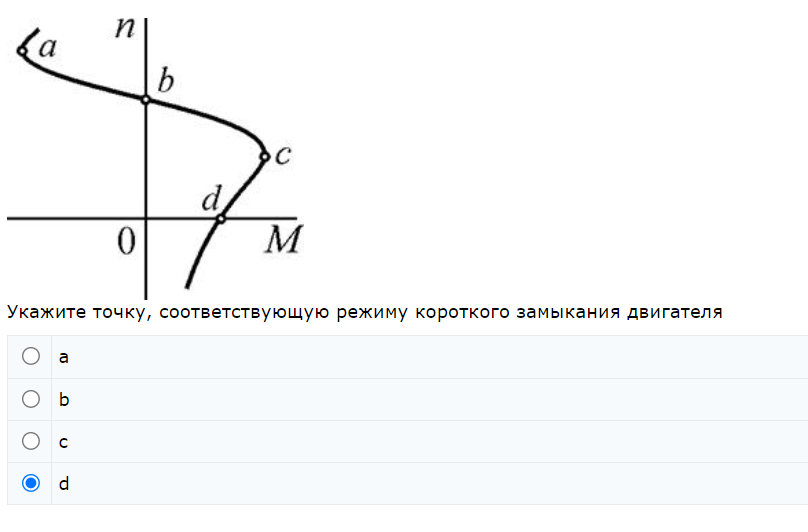 n
a
b
c
d
0
M
Укажите точку, соответствующую режиму короткого замыкания двигателя
a
b
c
d